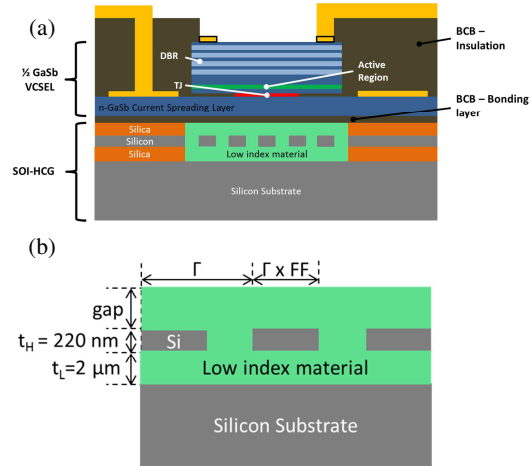 (a)
DBR
TJ
Active
Region
BCB –
Insulation
½ GaSb
VCSEL
n-GaSb Current Spreading Layer
BCB – Bonding
layer
Silica
Silicon
Silica
Low index material
SOI-HCG
Silicon Substrate
(b)
Γ
Γ x FF
gap
tH = 220 nm
Si
tL=2 µm
Low index material
Silicon Substrate